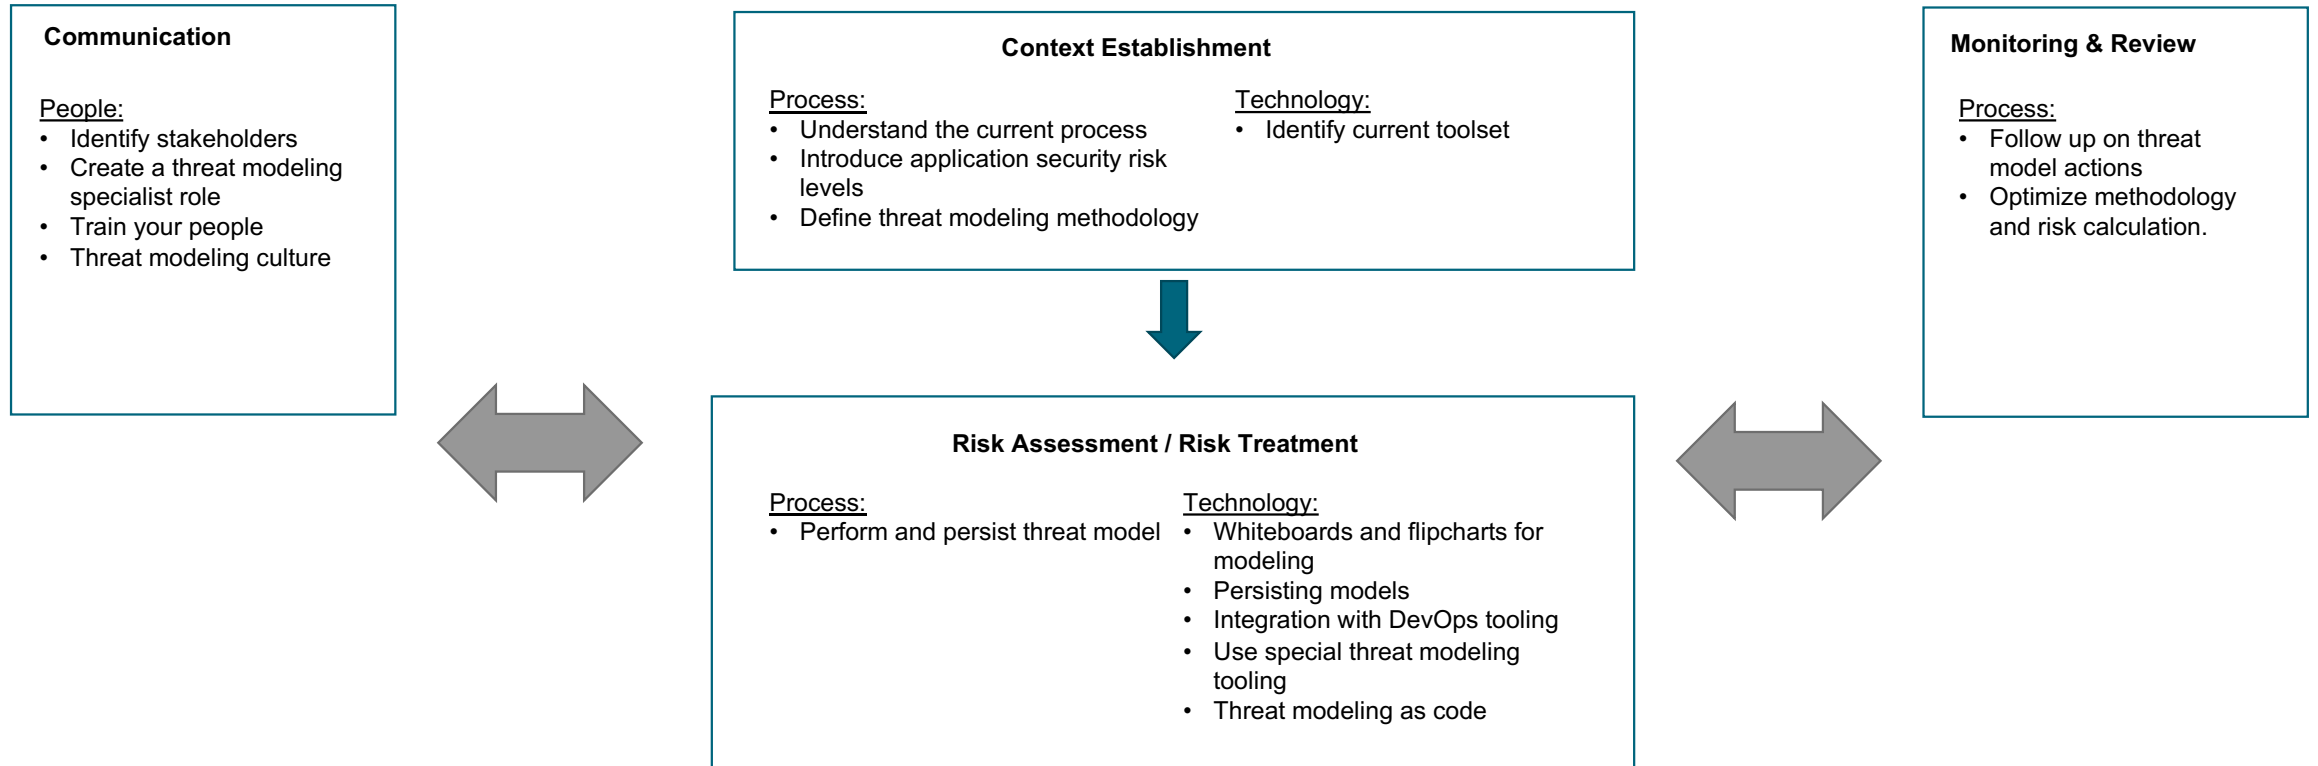 Communication
People:
• Identify stakeholders
• Create a threat modeling
specialist role
• Train your people
• Threat modeling culture
Context Establishment
Process:
• Understand the current process
• Introduce application security risk
levels
• Define threat modeling methodology
Technology:
• Identify current toolset
Monitoring & Review
Process:
• Follow up on threat
model actions
• Optimize methodology
and risk calculation.
Risk Assessment / Risk Treatment
Process:
• Perform and persist threat model
Technology:
• Whiteboards and flipcharts for
modeling
• Persisting models
• Integration with DevOps tooling
• Use special threat modeling
tooling
• Threat modeling as code